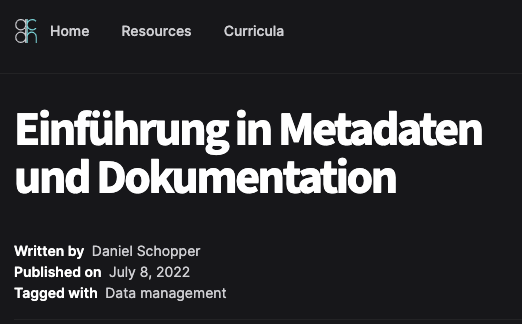 acdh
Home Resources Curricula
Einführung in Metadaten
und Dokumentation
Written by Daniel Schopper
Published on July 8, 2022
Tagged with Data management